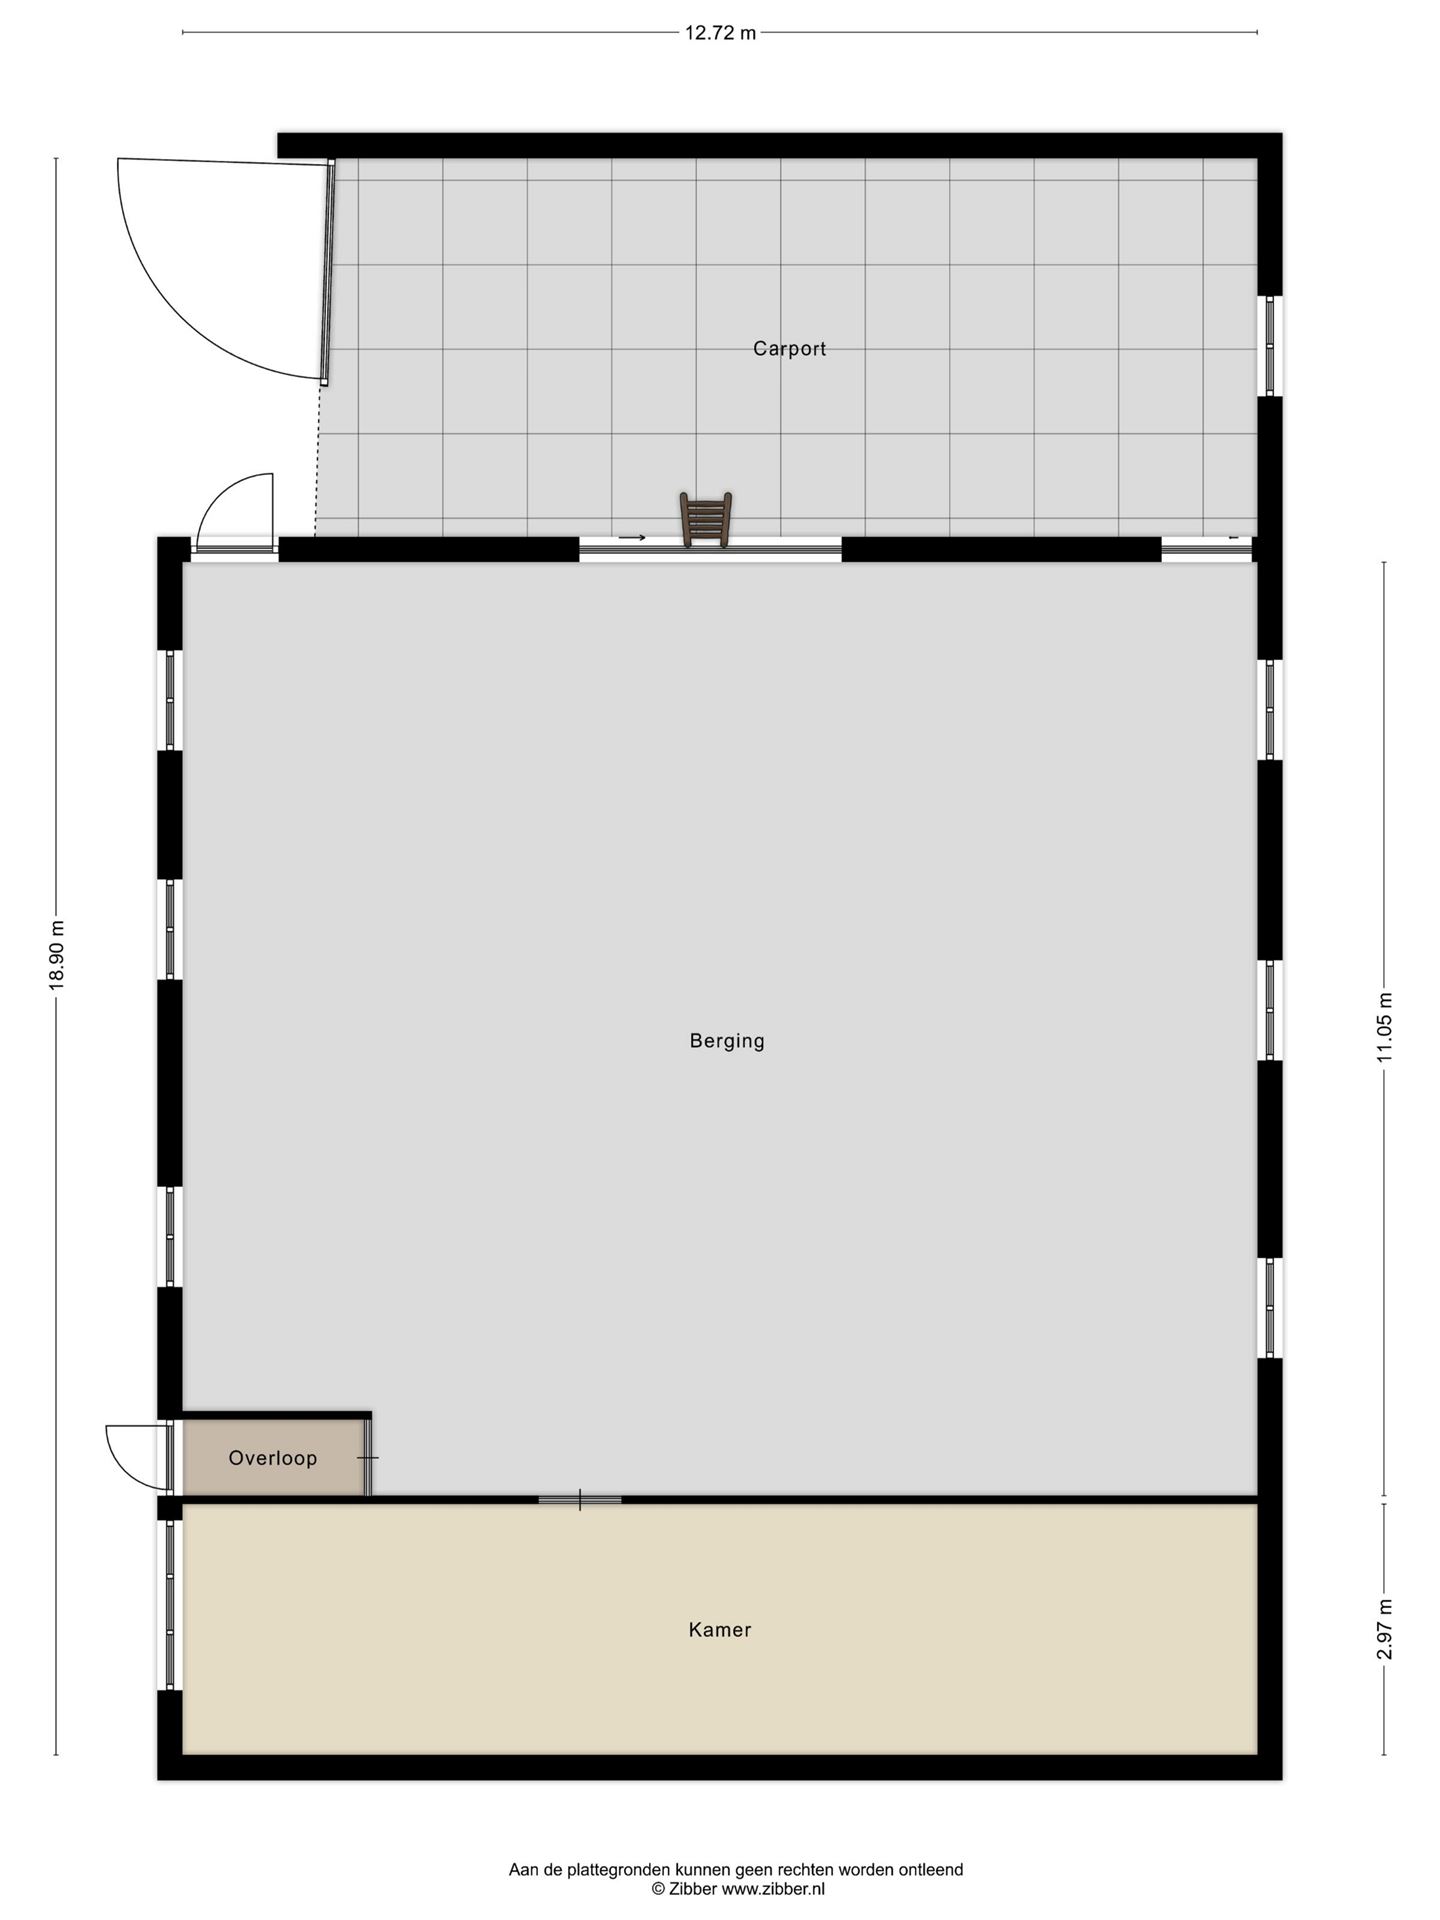 12.72 m
Carport
18.90 m
11.05 m
Berging
Overloop
Kamer
2.97 m
Aan de plattegronden kunnen geen rechten worden ontleend
© Zibber www.zibber.nl